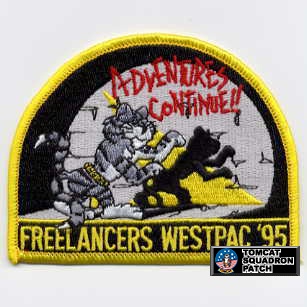 ADVENTURES
CONTINUE!!
FREELANCERS WESTPAC '95
TOMCAT
SQUADRON
PATCH